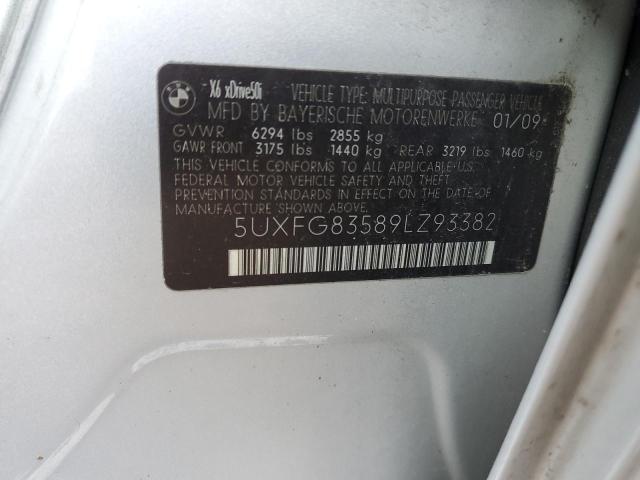 X6 xDrive50i VEHICLE TYPE: MULTIPURPOSE PASSENGER VEHICLE
MFD BY BAYERISCHE MOTORENWERKE 01/09
GVWR 6294 lbs 2855 kg
GAWR FRONT 3175 lbs 1440 kg REAR 3219 lbs 1460 kg
THIS VEHICLE CONFORMS TO ALL APPLICABLE U.S.
FEDERAL MOTOR VEHICLE SAFETY AND THEFT
PREVENTION STANDARDS IN EFFECT ON THE DATE OF
MANUFACTURE SHOWN ABOVE.
5UXFG83589LZ93382